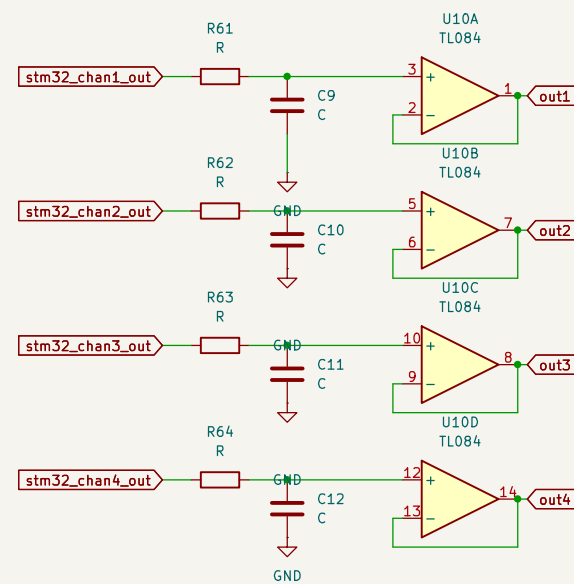 R61
R
U10A
TL084
stm32_chan1_out
3
+
1
out1
C9
C
2
−
GND
R62
R
U10B
TL084
stm32_chan2_out
5
+
7
out2
C10
C
6
−
GND
R63
R
U10C
TL084
stm32_chan3_out
10
+
8
out3
C11
C
9
−
GND
R64
R
U10D
TL084
stm32_chan4_out
12
+
14
out4
C12
C
13
−
GND